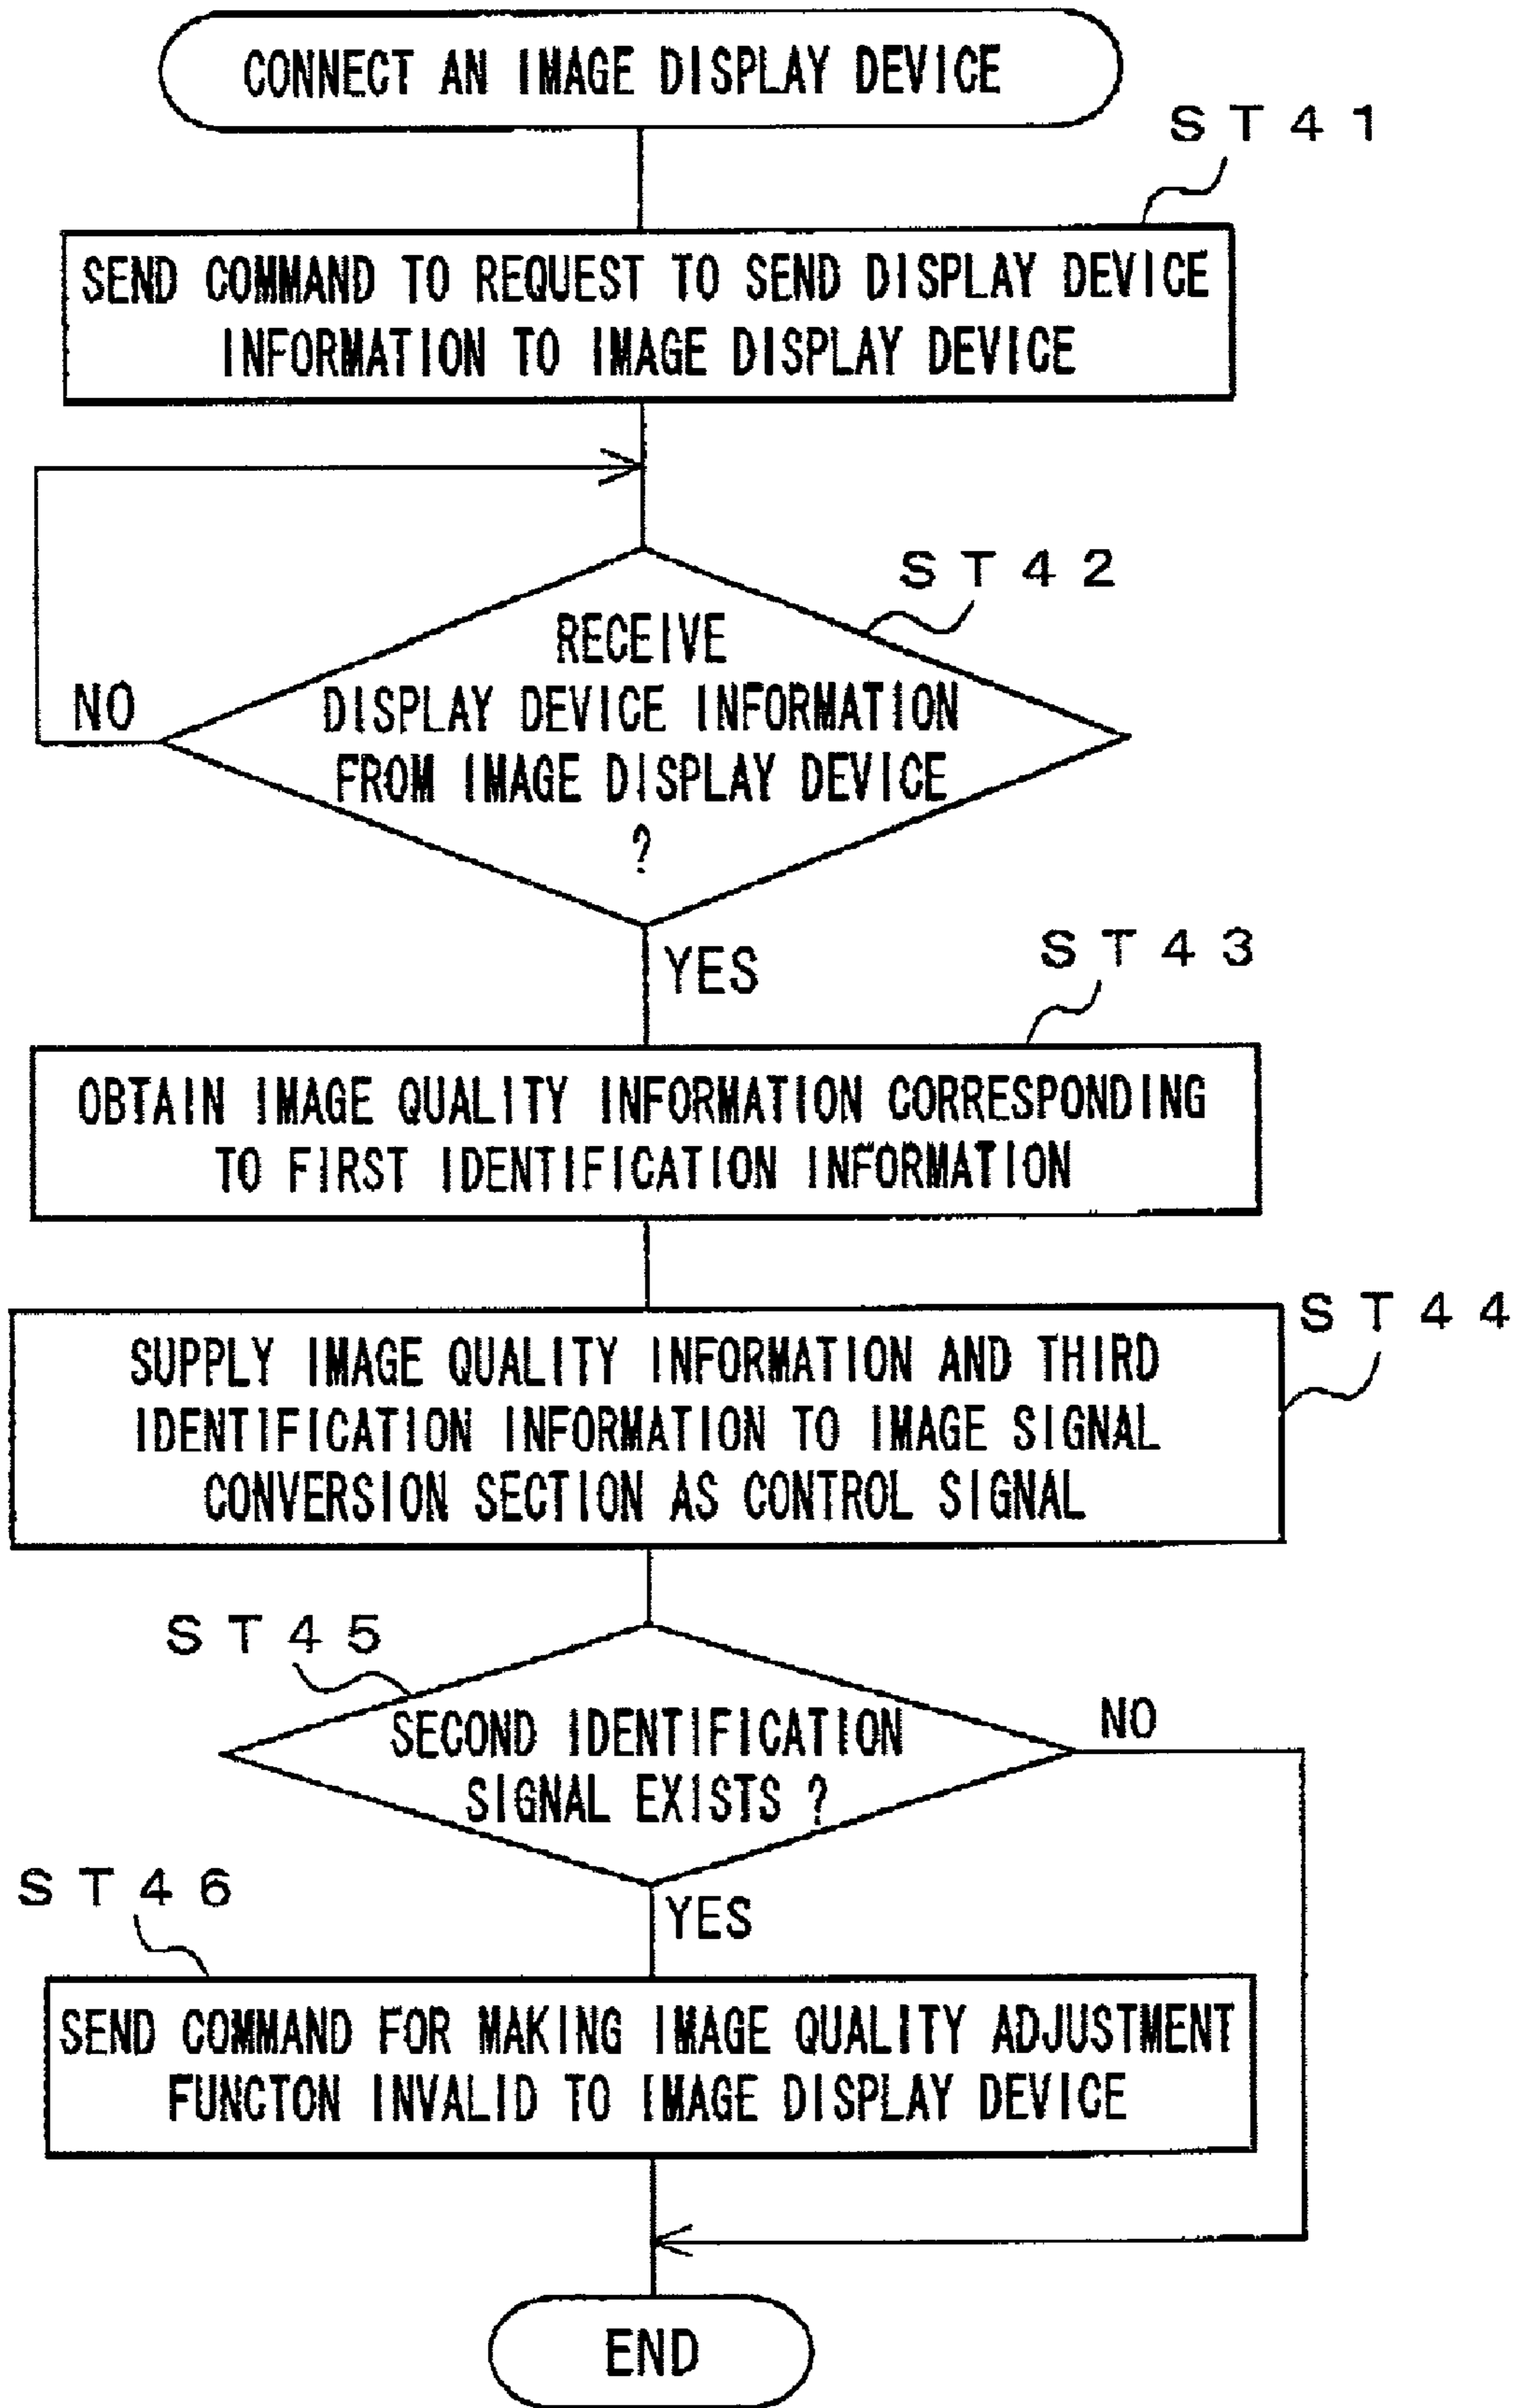 CONNECT AN IMAGE DISPLAY DEVICE
ST41
SEND COMMAND TO REQUEST TO SEND DISPLAY DEVICE
INFORMATION TO IMAGE DISPLAY DEVICE
ST42
RECEIVE
DISPLAY DEVICE INFORMATION
FROM IMAGE DISPLAY DEVICE
?
NO
YES
ST43
OBTAIN IMAGE QUALITY INFORMATION CORRESPONDING
TO FIRST IDENTIFICATION INFORMATION
ST44
SUPPLY IMAGE QUALITY INFORMATION AND THIRD
IDENTIFICATION INFORMATION TO IMAGE SIGNAL
CONVERSION SECTION AS CONTROL SIGNAL
ST45
SECOND IDENTIFICATION
SIGNAL EXISTS ?
NO
YES
ST46
SEND COMMAND FOR MAKING IMAGE QUALITY ADJUSTMENT
FUNCTON INVALID TO IMAGE DISPLAY DEVICE
END